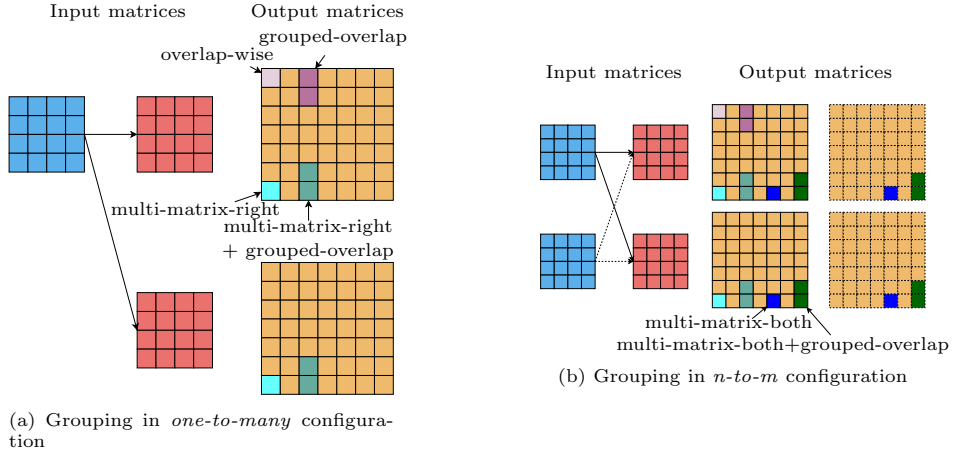 Input matrices
Output matrices
grouped-overlap
overlap-wise
multi-matrix-right
multi-matrix-right
+ grouped-overlap
(a) Grouping in one-to-many configura-
tion
Input matrices
Output matrices
multi-matrix-both
multi-matrix-both+grouped-overlap
(b) Grouping in n-to-m configuration